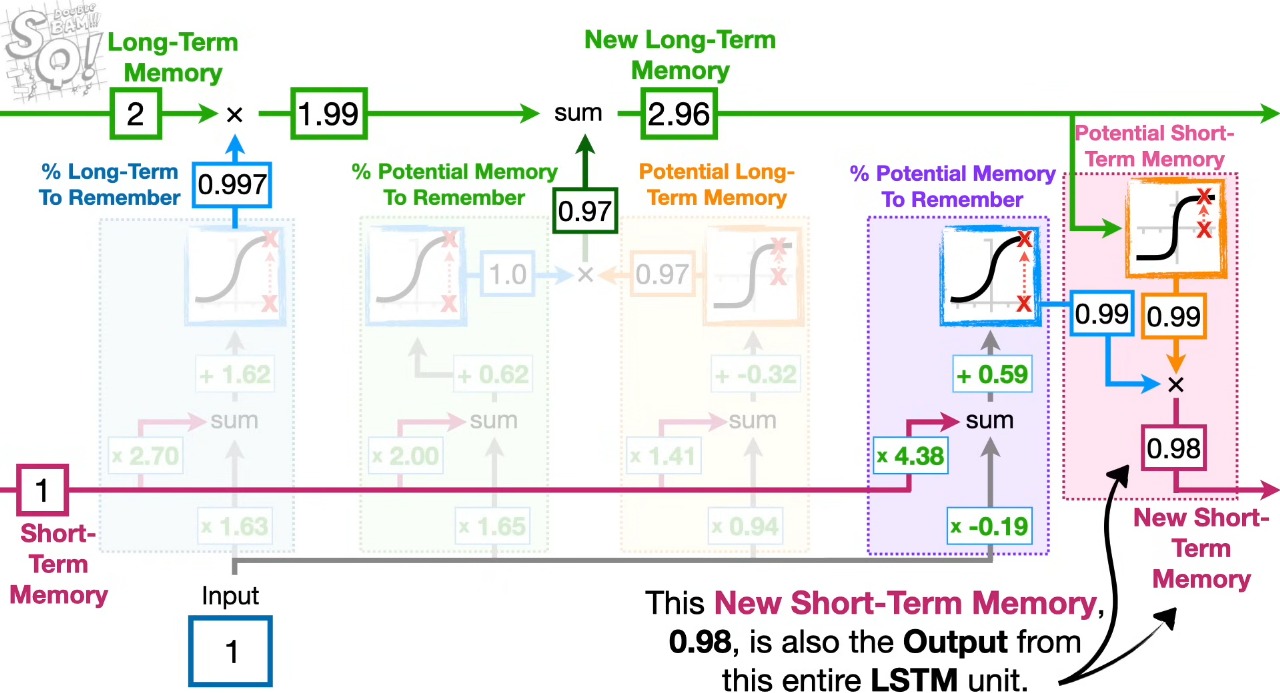 DOUBLE
BAM!!!
SQ!
Long-Term
Memory
New Long-Term
Memory
2
×
1.99
sum
2.96
Potential Short-
Term Memory
% Long-Term
To Remember
0.997
% Potential Memory
To Remember
0.97
Potential Long-
Term Memory
% Potential Memory
To Remember
1.0
×
0.97
0.99
0.99
+ 1.62
+ 0.62
+ -0.32
+ 0.59
×
sum
sum
sum
sum
x 2.70
x 2.00
x 1.41
x 4.38
0.98
1
Short-
Term
Memory
x 1.63
x 1.65
x 0.94
x -0.19
New Short-
Term
Memory
Input
1
This New Short-Term Memory,
0.98, is also the Output from
this entire LSTM unit.